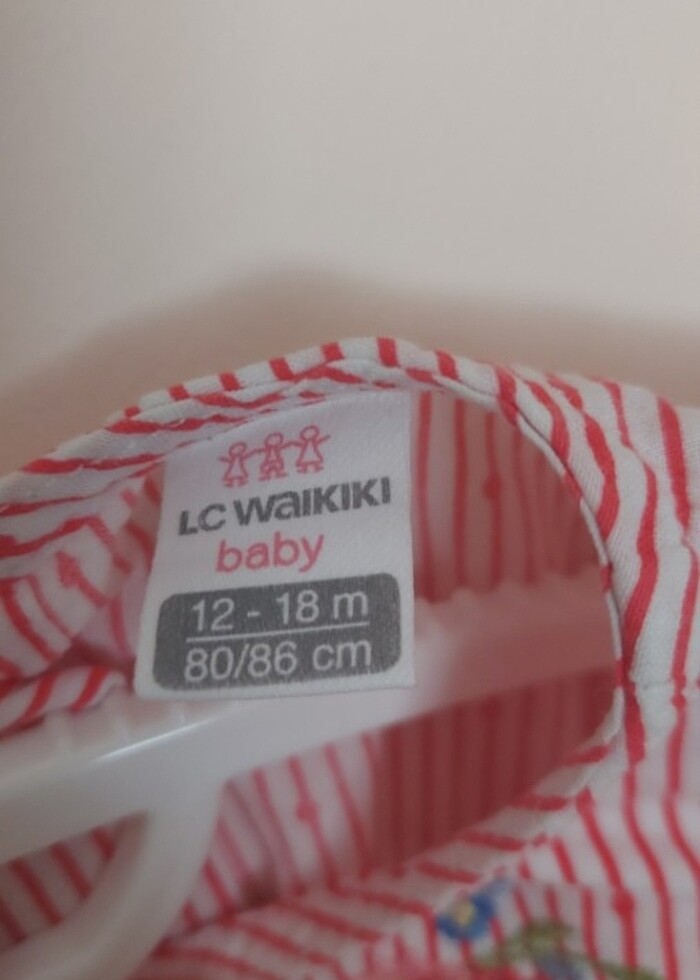 LC WAIKIKI
baby
12 - 18 m
80/86 cm